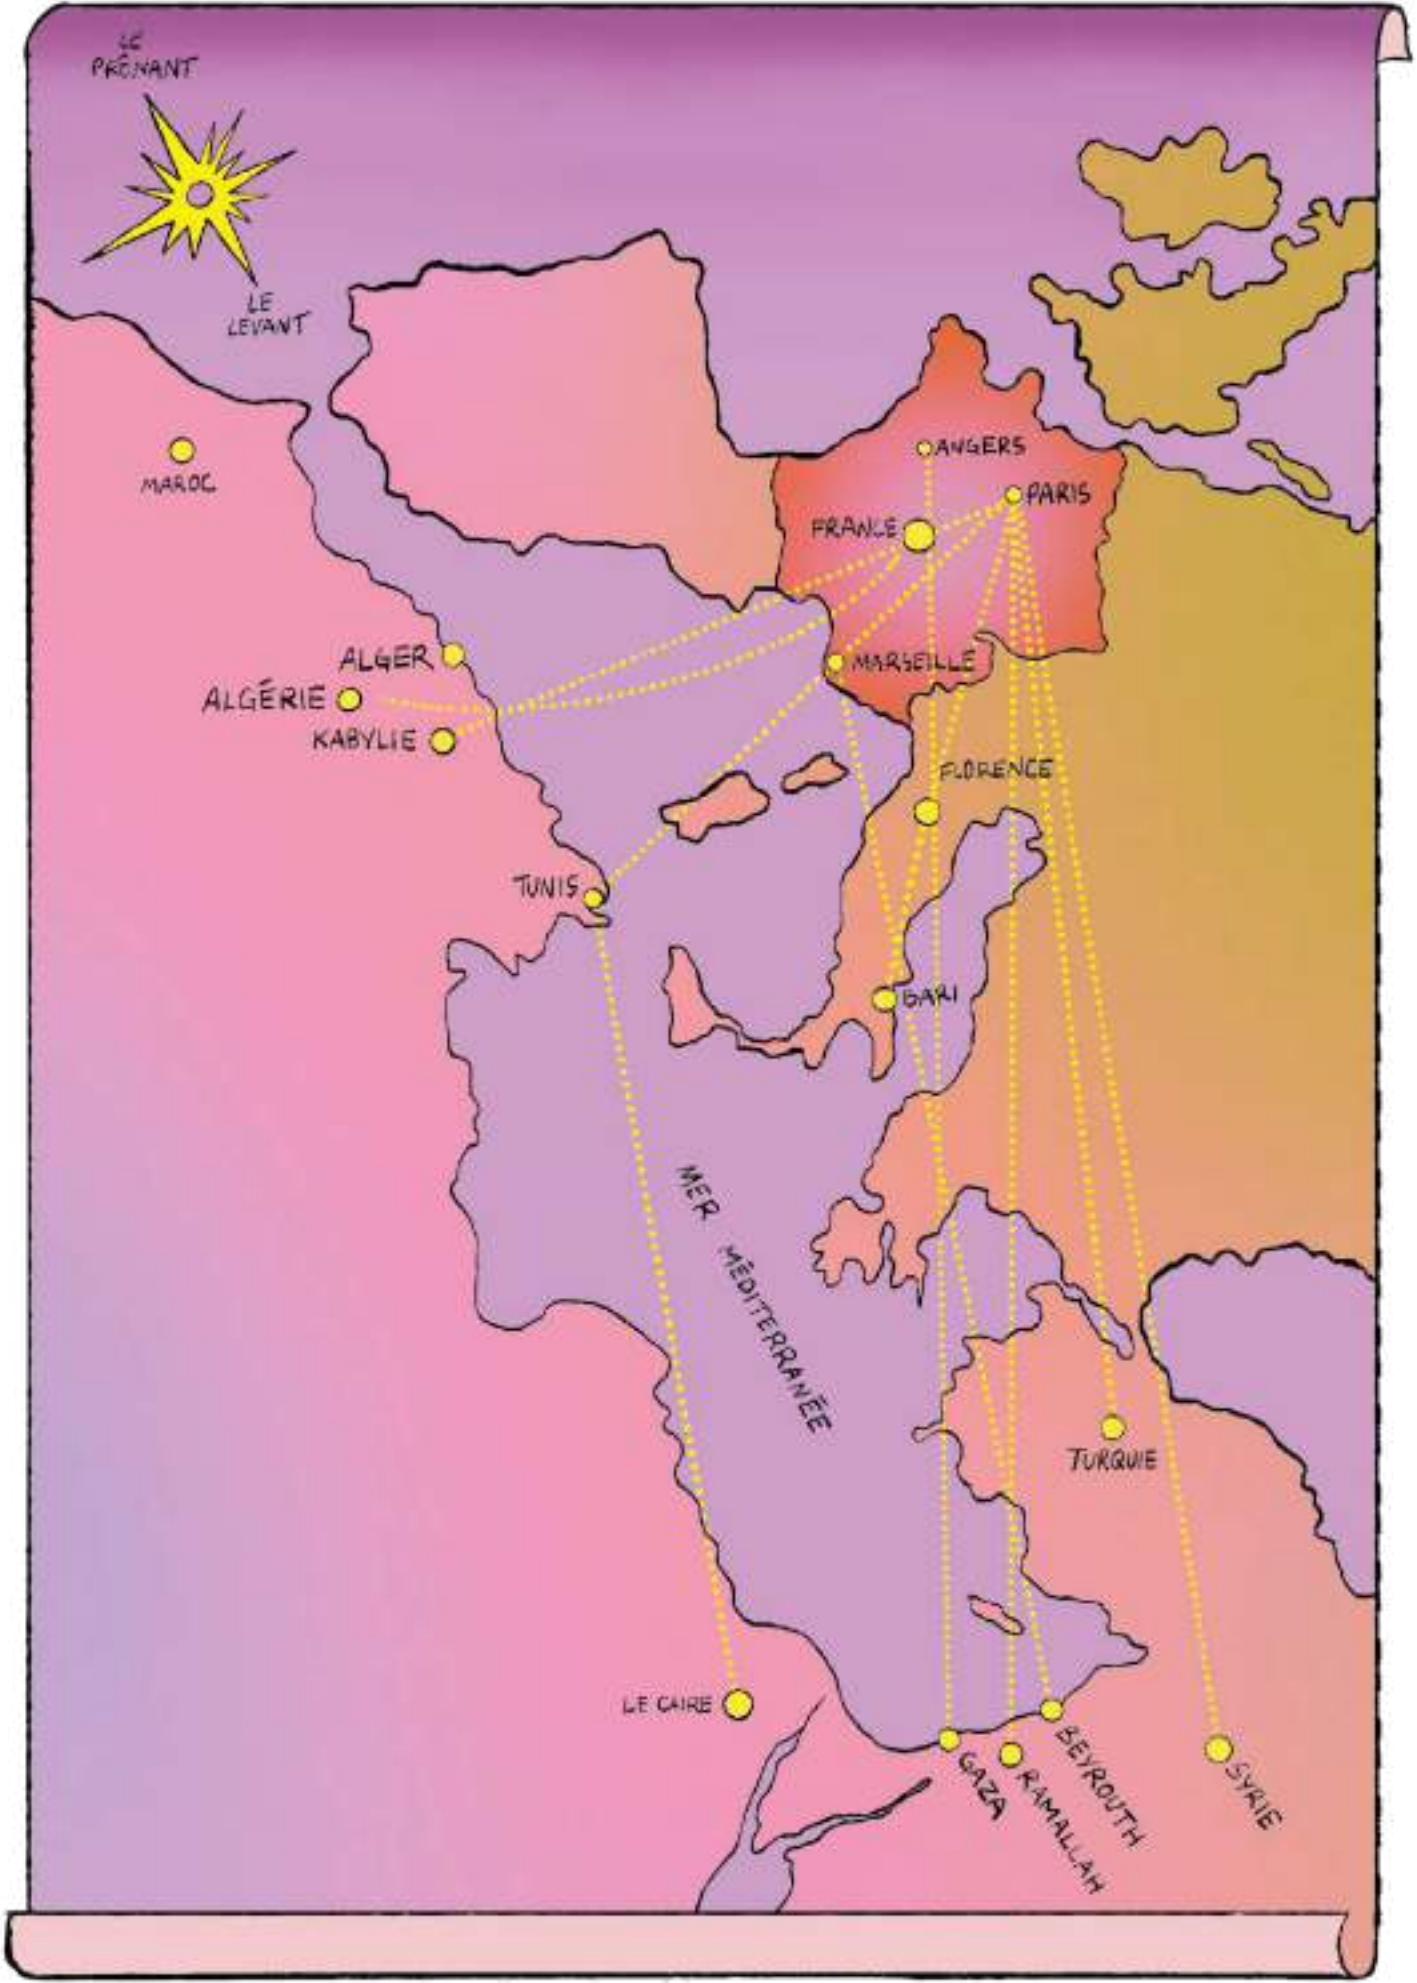 LE
PRÔNANT
LE
LEVANT
MAROC
ANGERS
PARIS
FRANCE
ALGER
MARSEILLE
ALGÉRIE
KABYLIE
FLORENCE
TUNIS
BARI
MER MÉDITERRANÉE
TURQUIE
LE CAIRE
GAZA
RAMALLAH
BEYROUTH
SYRIE